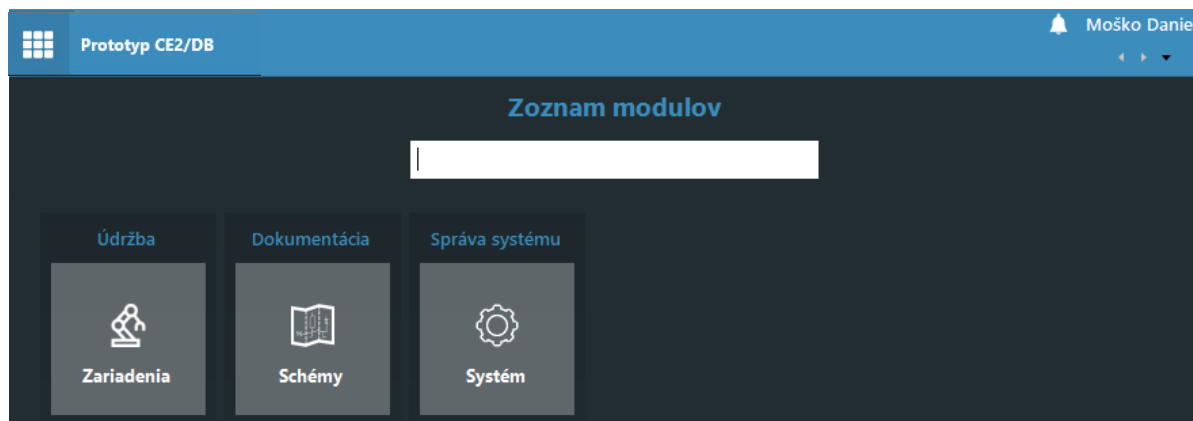 Prototyp CE2/DB
Moško Danie
Zoznam modulov
Údržba
Dokumentácia
Správa systému
Zariadenia
Schémy
Systém